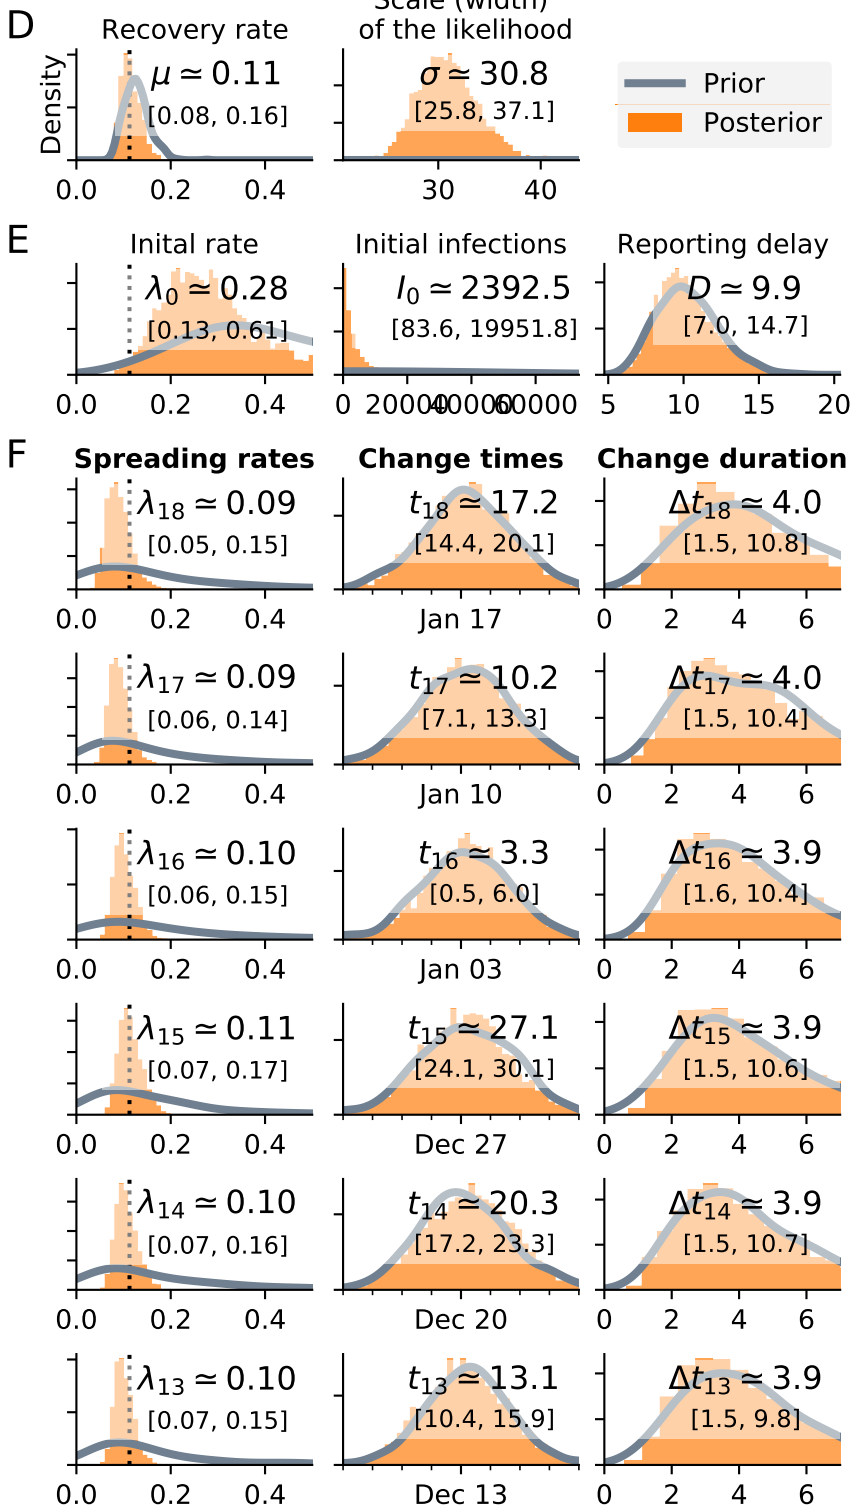 D
Recovery rate
Scale (width)
of the likelihood
Density
μ ≃ 0.11
[0.08, 0.16]
0.0 0.2 0.4
σ ≃ 30.8
[25.8, 37.1]
30 40
Prior
Posterior
E
Inital rate
λ0 ≃ 0.28
[0.13, 0.61]
0.0 0.2 0.4
Initial infections
I0 ≃ 2392.5
[83.6, 19951.8]
0 20000 40000 60000
Reporting delay
D ≃ 9.9
[7.0, 14.7]
5 10 15 20
F
Spreading rates Change times Change duration
λ18 ≃ 0.09
[0.05, 0.15]
0.0 0.2 0.4
t18 ≃ 17.2
[14.4, 20.1]
Jan 17
Δt18 ≃ 4.0
[1.5, 10.8]
0 2 4 6
λ17 ≃ 0.09
[0.06, 0.14]
0.0 0.2 0.4
t17 ≃ 10.2
[7.1, 13.3]
Jan 10
Δt17 ≃ 4.0
[1.5, 10.4]
0 2 4 6
λ16 ≃ 0.10
[0.06, 0.15]
0.0 0.2 0.4
t16 ≃ 3.3
[0.5, 6.0]
Jan 03
Δt16 ≃ 3.9
[1.6, 10.4]
0 2 4 6
λ15 ≃ 0.11
[0.07, 0.17]
0.0 0.2 0.4
t15 ≃ 27.1
[24.1, 30.1]
Dec 27
Δt15 ≃ 3.9
[1.5, 10.6]
0 2 4 6
λ14 ≃ 0.10
[0.07, 0.16]
0.0 0.2 0.4
t14 ≃ 20.3
[17.2, 23.3]
Dec 20
Δt14 ≃ 3.9
[1.5, 10.7]
0 2 4 6
λ13 ≃ 0.10
[0.07, 0.15]
0.0 0.2 0.4
t13 ≃ 13.1
[10.4, 15.9]
Dec 13
Δt13 ≃ 3.9
[1.5, 9.8]
0 2 4 6